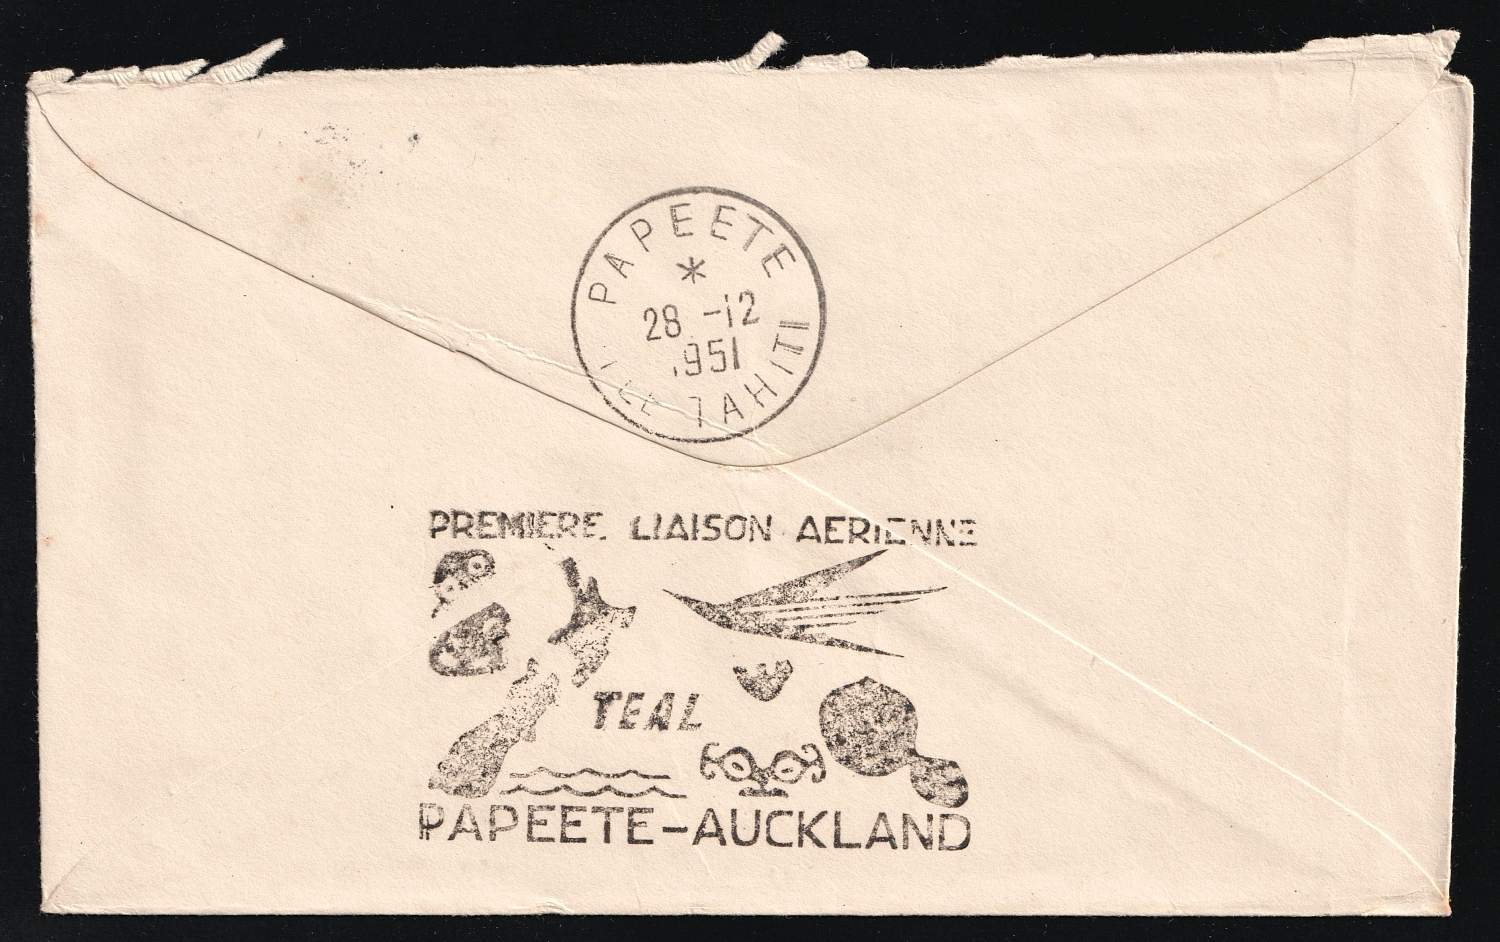 PAPEETE
*
28 -12
1951
ILE TAHITI
PREMIERE LIAISON AERIENNE
TEAL
PAPEETE-AUCKLAND